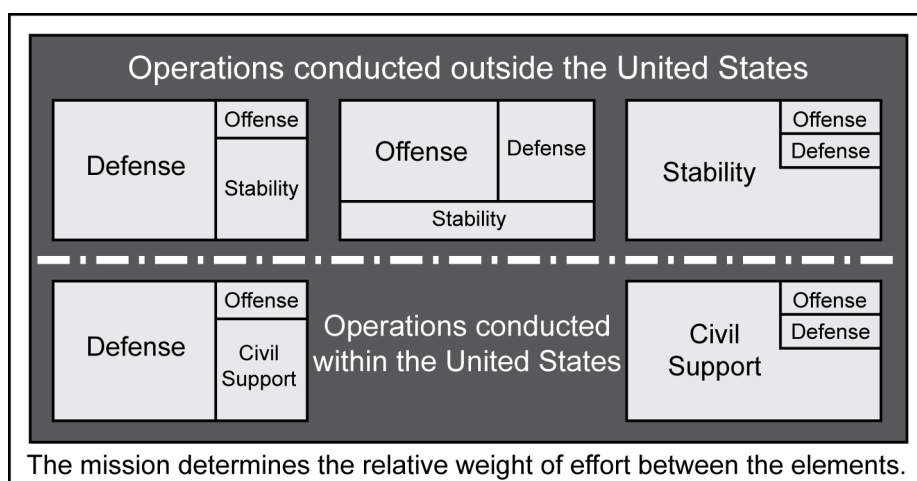 Operations conducted outside the United States
Defense
Offense
Stability
Offense
Defense
Stability
Stability
Offense
Defense
Defense
Offense
Civil
Support
Operations conducted
within the United States
Civil
Support
Offense
Defense
The mission determines the relative weight of effort between the elements.